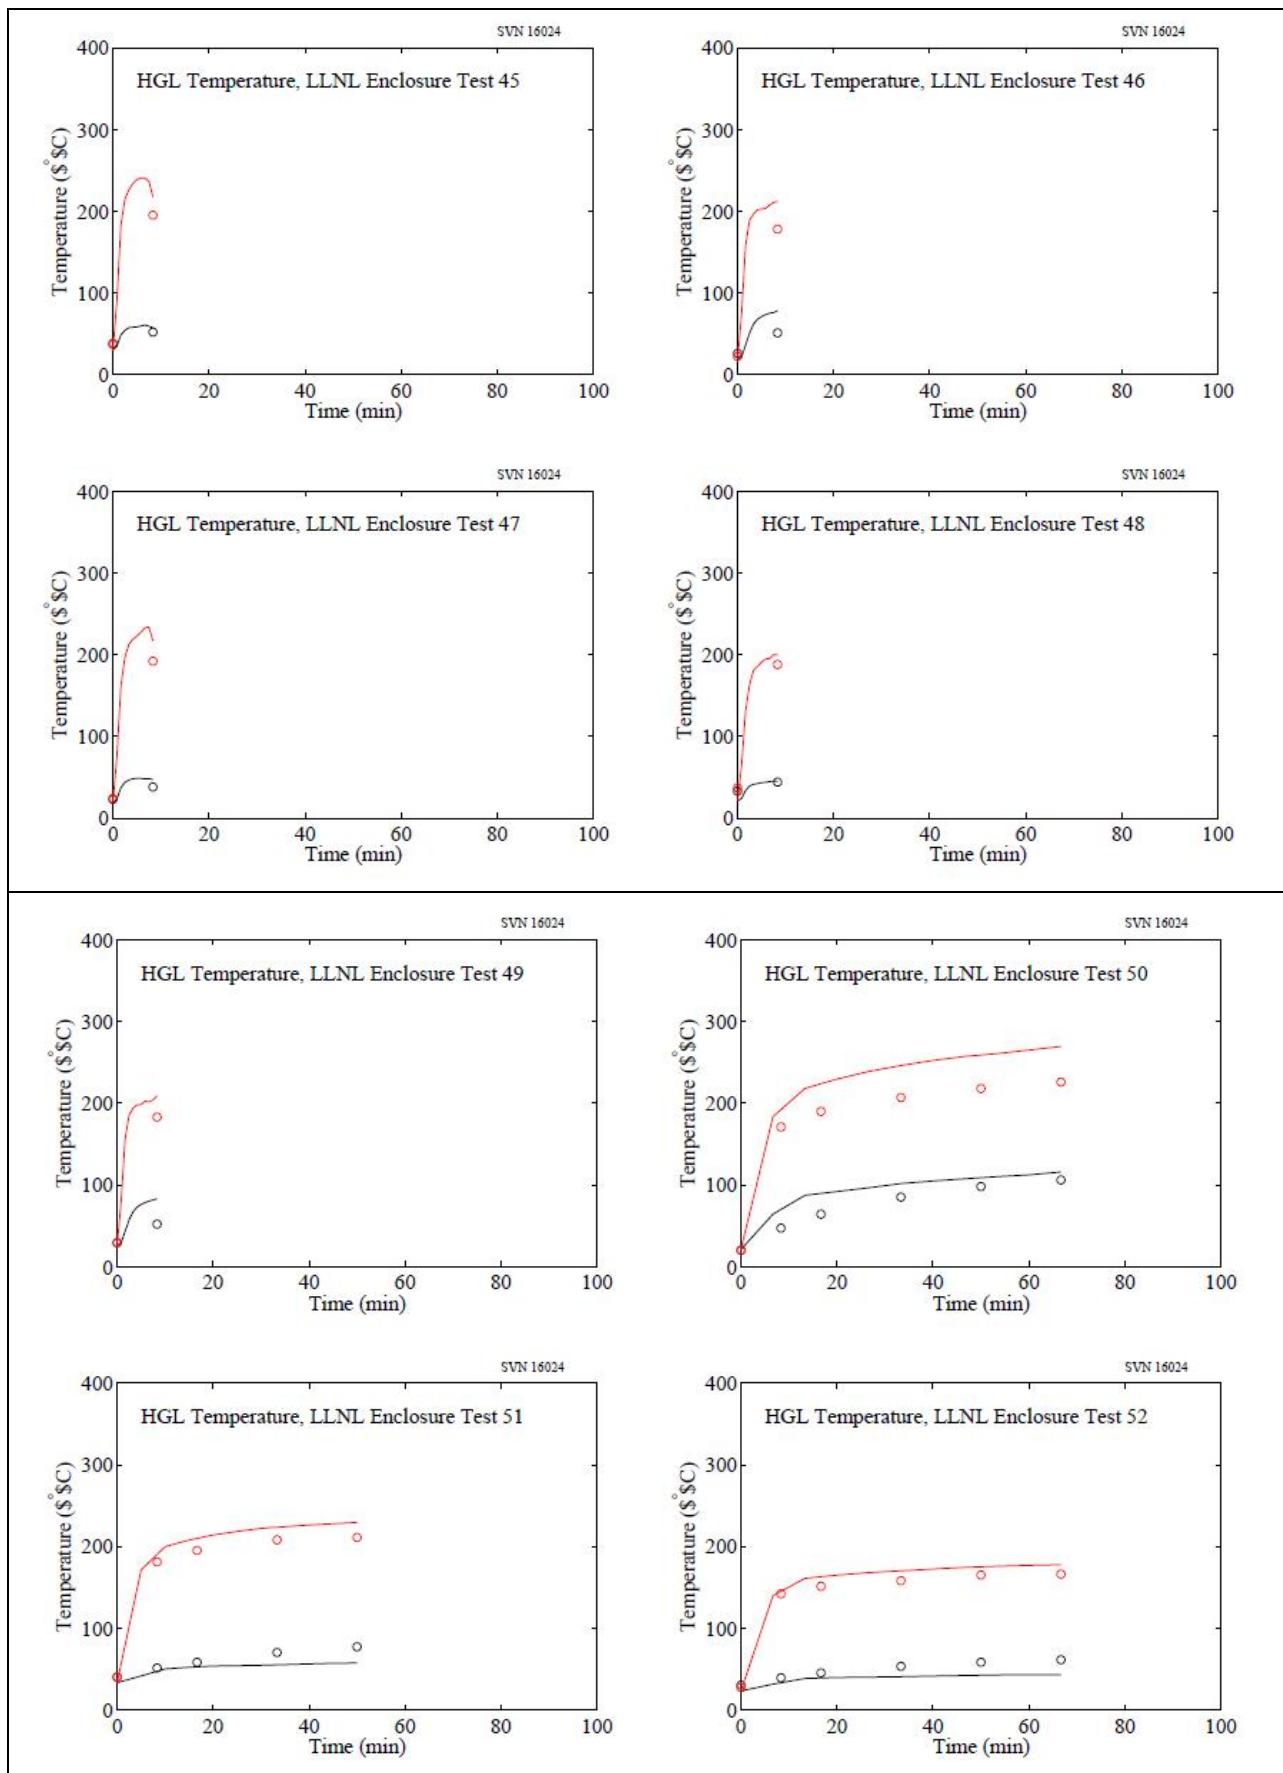 SVN 16024
HGL Temperature, LLNL Enclosure Test 45
Temperature ($°$C)
400
300
200
100
0
0 20 40 60 80 100
Time (min)
SVN 16024
HGL Temperature, LLNL Enclosure Test 46
Temperature ($°$C)
400
300
200
100
0
0 20 40 60 80 100
Time (min)
SVN 16024
HGL Temperature, LLNL Enclosure Test 47
Temperature ($°$C)
400
300
200
100
0
0 20 40 60 80 100
Time (min)
SVN 16024
HGL Temperature, LLNL Enclosure Test 48
Temperature ($°$C)
400
300
200
100
0
0 20 40 60 80 100
Time (min)
SVN 16024
HGL Temperature, LLNL Enclosure Test 49
Temperature ($°$C)
400
300
200
100
0
0 20 40 60 80 100
Time (min)
SVN 16024
HGL Temperature, LLNL Enclosure Test 50
Temperature ($°$C)
400
300
200
100
0
0 20 40 60 80 100
Time (min)
SVN 16024
HGL Temperature, LLNL Enclosure Test 51
Temperature ($°$C)
400
300
200
100
0
0 20 40 60 80 100
Time (min)
SVN 16024
HGL Temperature, LLNL Enclosure Test 52
Temperature ($°$C)
400
300
200
100
0
0 20 40 60 80 100
Time (min)